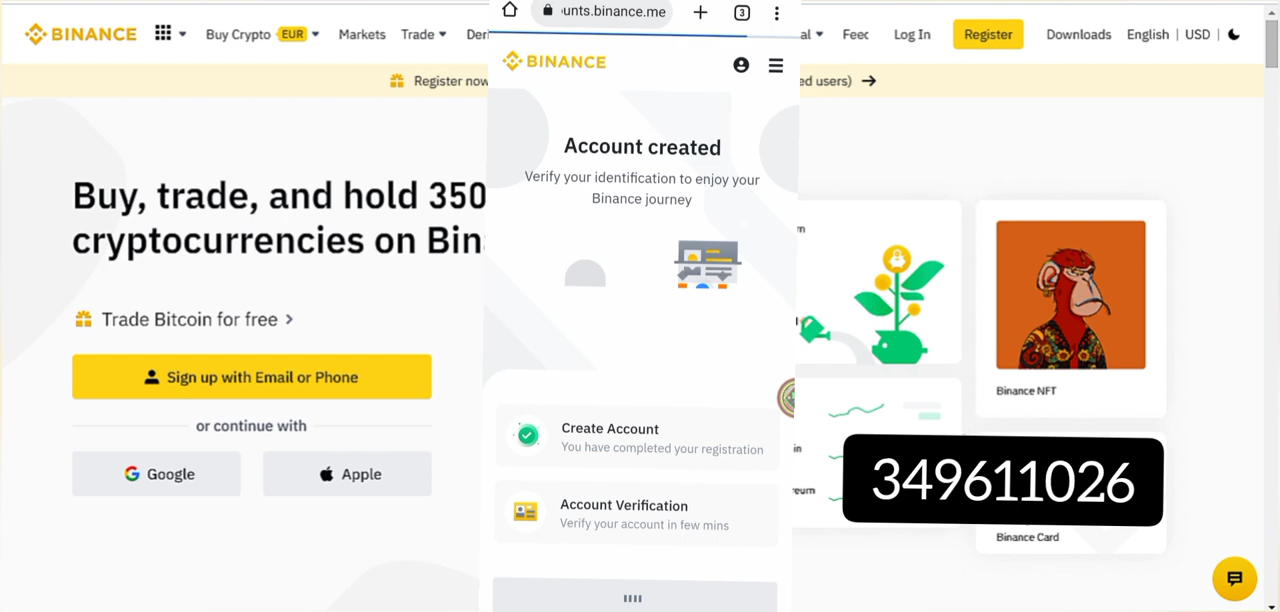 BINANCE
Buy Crypto EUR
Markets
Trade
Log In
Register
Downloads
English | USD |
Register now
ed users)
Buy, trade, and hold 350
cryptocurrencies on Bin
Trade Bitcoin for free
Sign up with Email or Phone
or continue with
Google
Apple
unts.binance.me
3
BINANCE
Account created
Verify your identification to enjoy your
Binance journey
Create Account
You have completed your registration
Account Verification
Verify your account in few mins
Binance NFT
in
reum
349611026
Binance Card